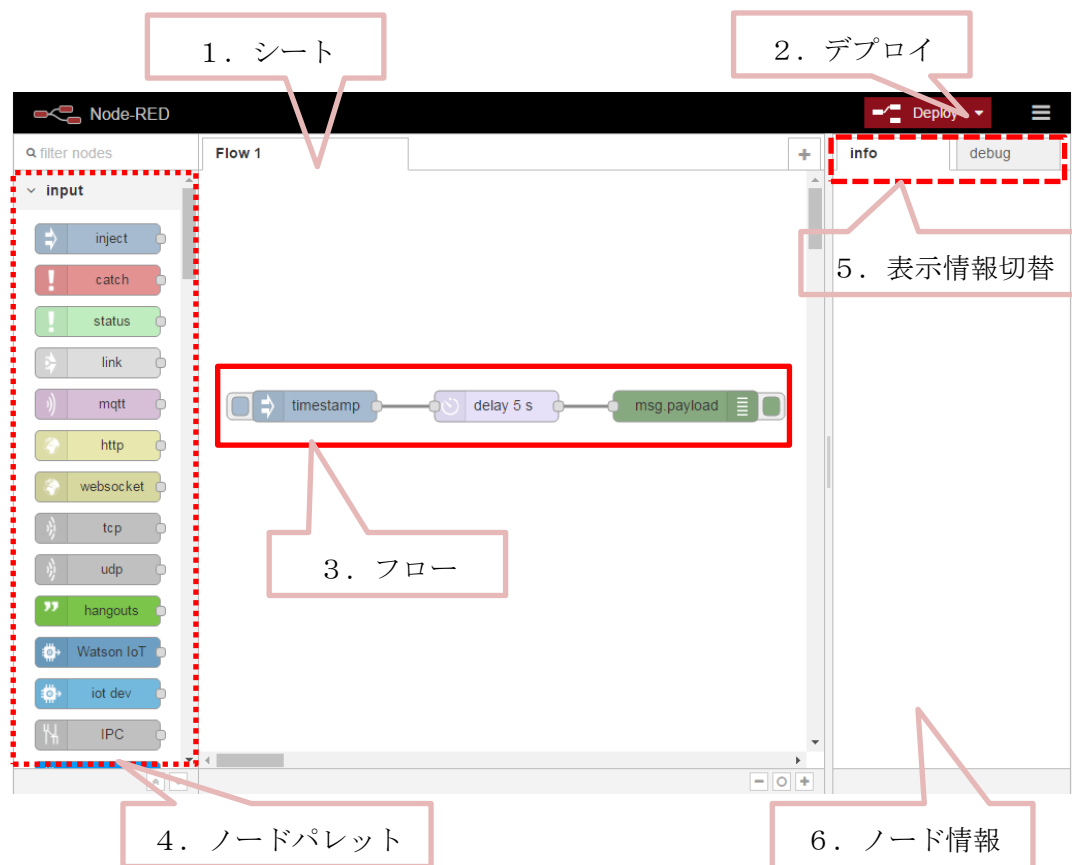 １．シート
２．デプロイ
Node-RED
Deploy
filter nodes
Flow 1
info
debug
input
inject
catch
status
link
mqtt
http
websocket
tcp
udp
hangouts
Watson IoT
iot dev
IPC
timestamp
delay 5 s
msg.payload
５．表示情報切替
３．フロー
４．ノードパレット
６．ノード情報